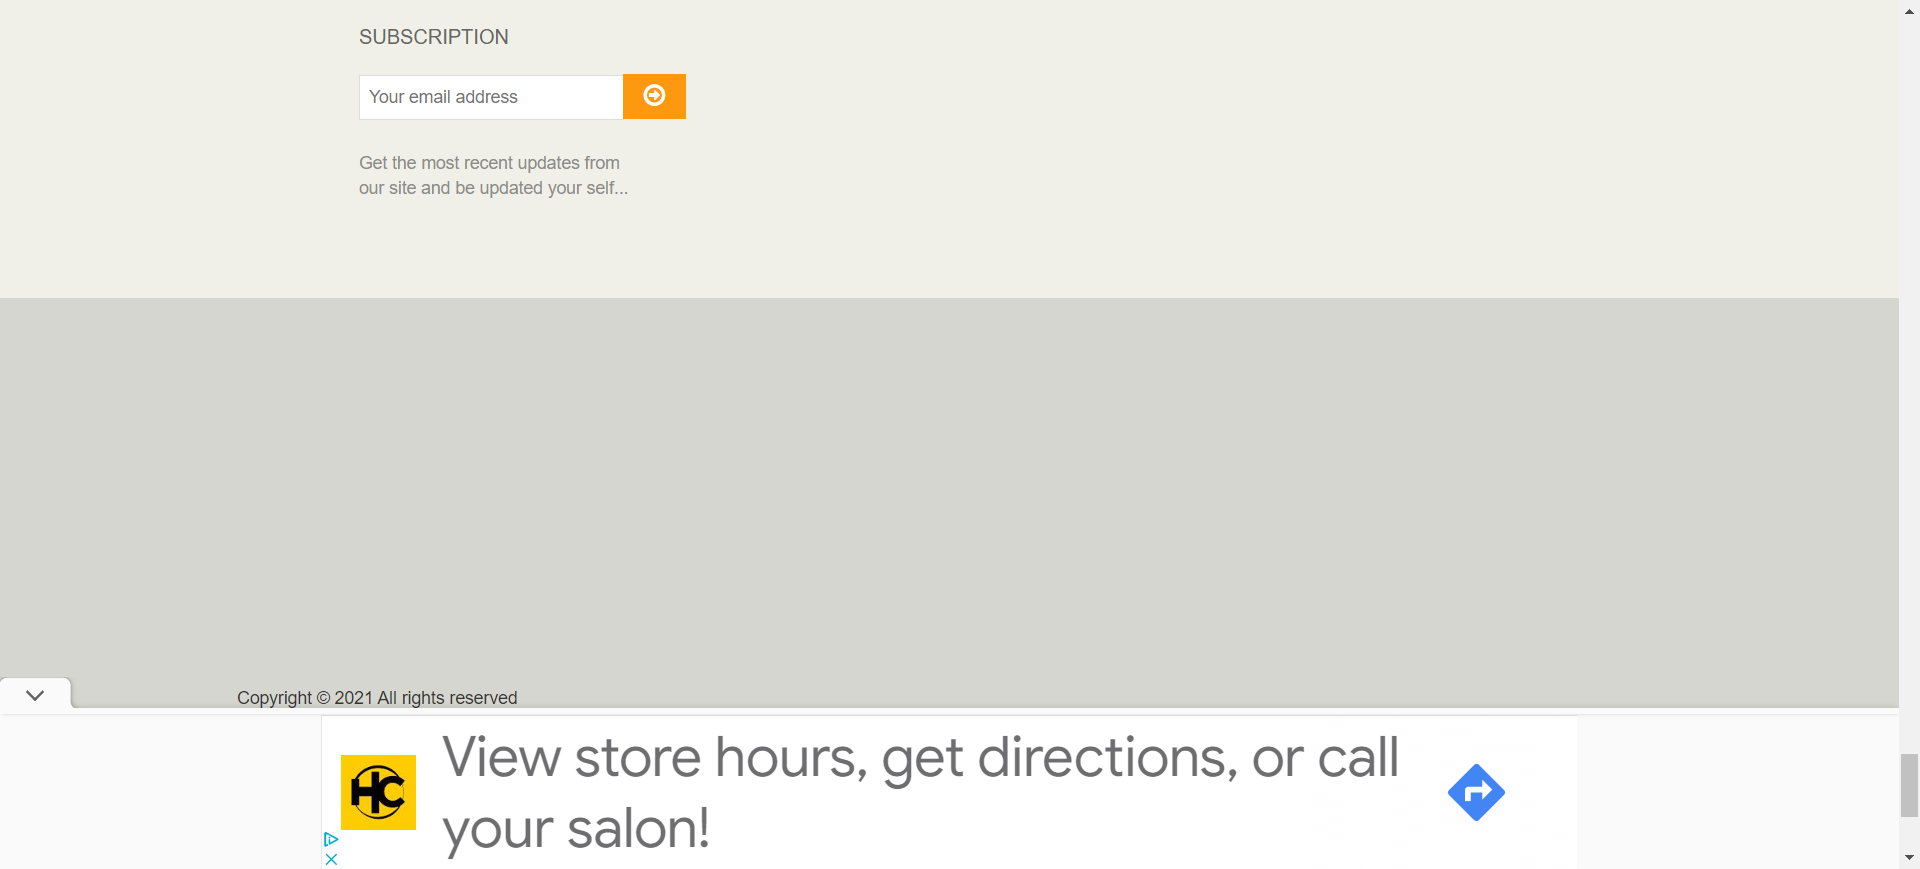 SUBSCRIPTION
Your email address
Get the most recent updates from
our site and be updated your self...
Copyright © 2021 All rights reserved
HC
View store hours, get directions, or call
your salon!